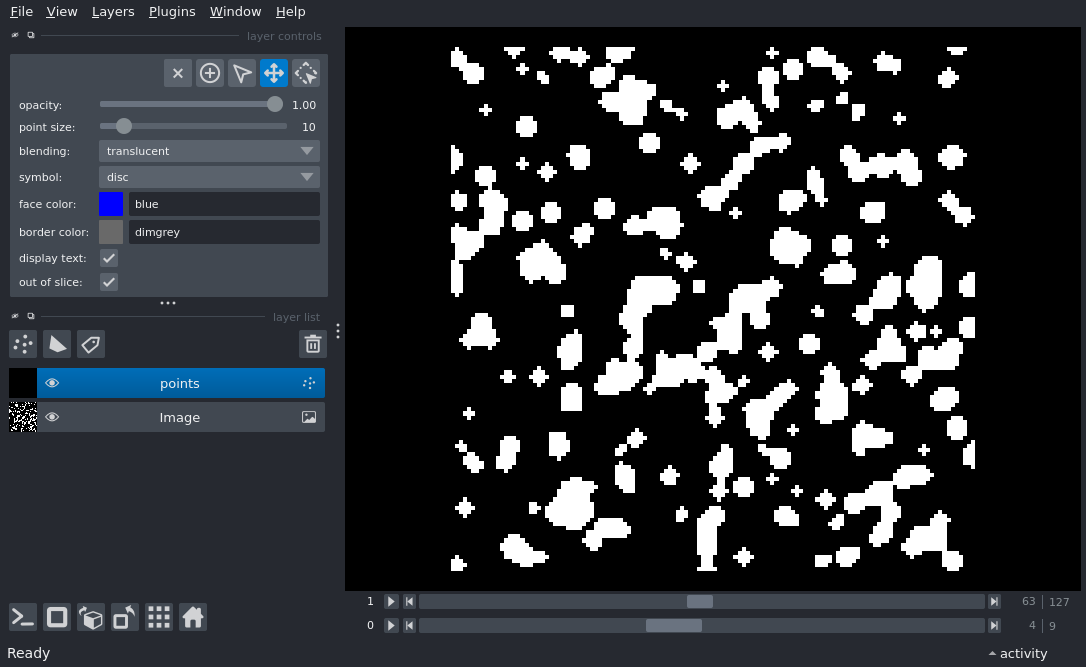 File View Layers Plugins Window Help
layer controls
opacity: 1.00
point size: 10
blending: translucent
symbol: disc
face color: blue
border color: dimgrey
display text:
out of slice:
layer list
points
Image
1 63 127
0 4 9
Ready activity